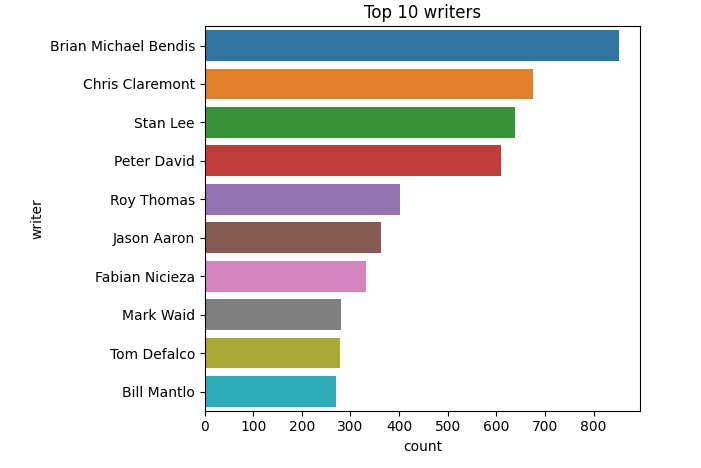 Top 10 writers
writer
Brian Michael Bendis
Chris Claremont
Stan Lee
Peter David
Roy Thomas
Jason Aaron
Fabian Nicieza
Mark Waid
Tom Defalco
Bill Mantlo
0 100 200 300 400 500 600 700 800
count